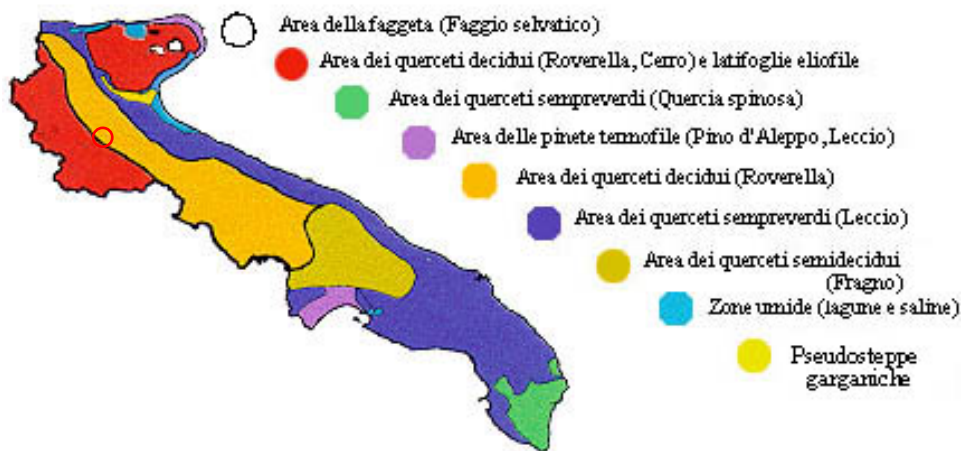 Area della faggeta (Faggio selvatico)
Area dei querceti decidui (Roverella, Cerro) e latifoglie eliofile
Area dei querceti sempreverdi (Quercia spinosa)
Area delle pinete termofile (Pino d'Aleppo, Leccio)
Area dei querceti decidui (Roverella)
Area dei querceti sempreverdi (Leccio)
Area dei querceti semidecidui
(Fragno)
Zone umide (lagune e saline)
Pseudosteppe
garganiche